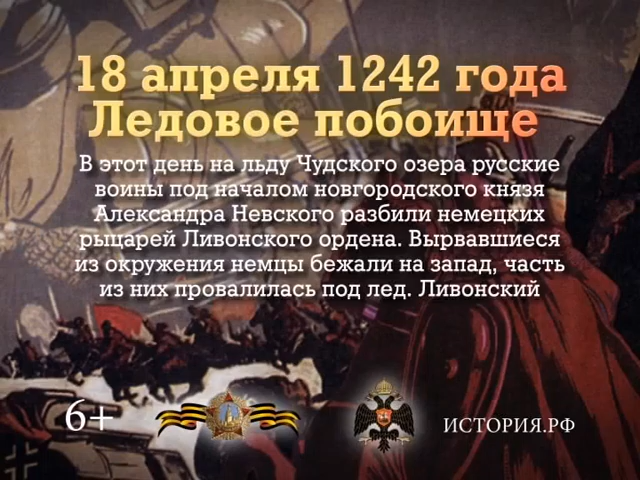 18 апреля 1242 года
Ледовое побоище
В этот день на льду Чудского озера русские
воины под началом новгородского князя
Александра Невского разбили немецких
рыцарей Ливонского ордена. Вырвавшиеся
из окружения немцы бежали на запад, часть
из них провалилась под лед. Ливонский
6+
ИСТОРИЯ.РФ